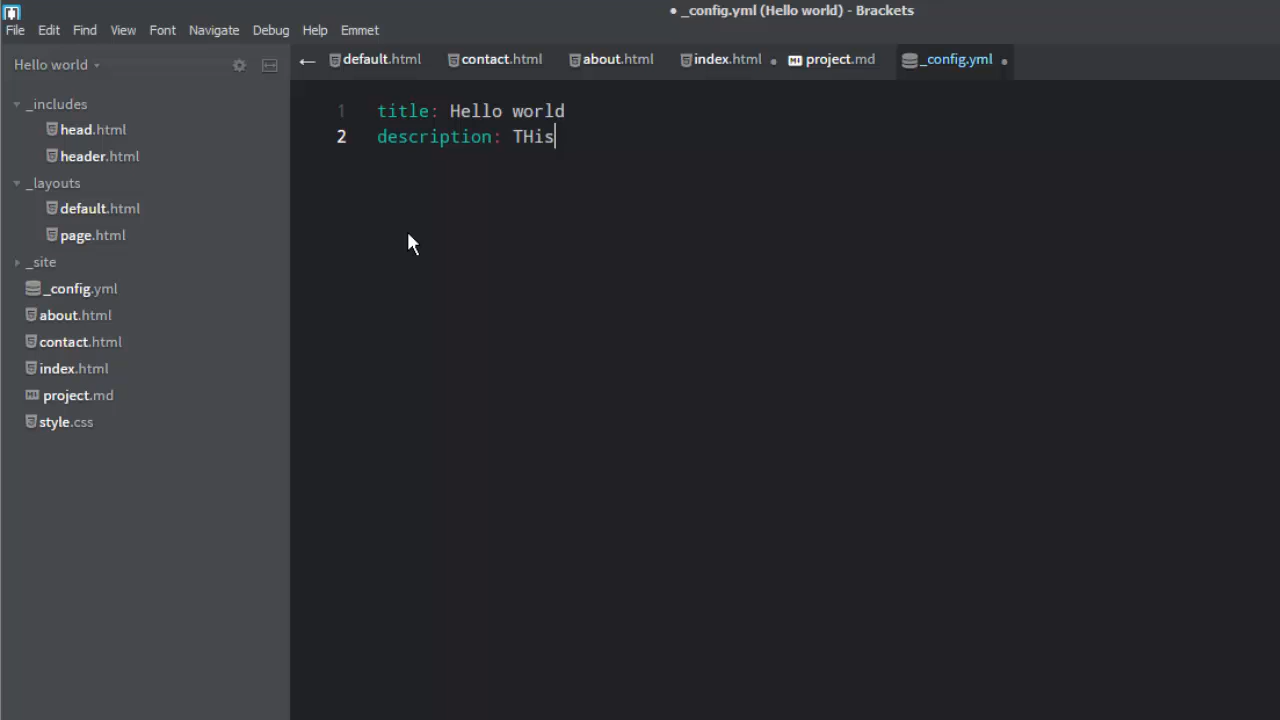 • _config.yml (Hello world) - Brackets
File Edit Find View Font Navigate Debug Help Emmet
Hello world
default.html contact.html about.html index.html • project.md _config.yml •
_includes
head.html
header.html
_layouts
default.html
page.html
_site
_config.yml
about.html
contact.html
index.html
project.md
style.css
1 title: Hello world
2 description: THis